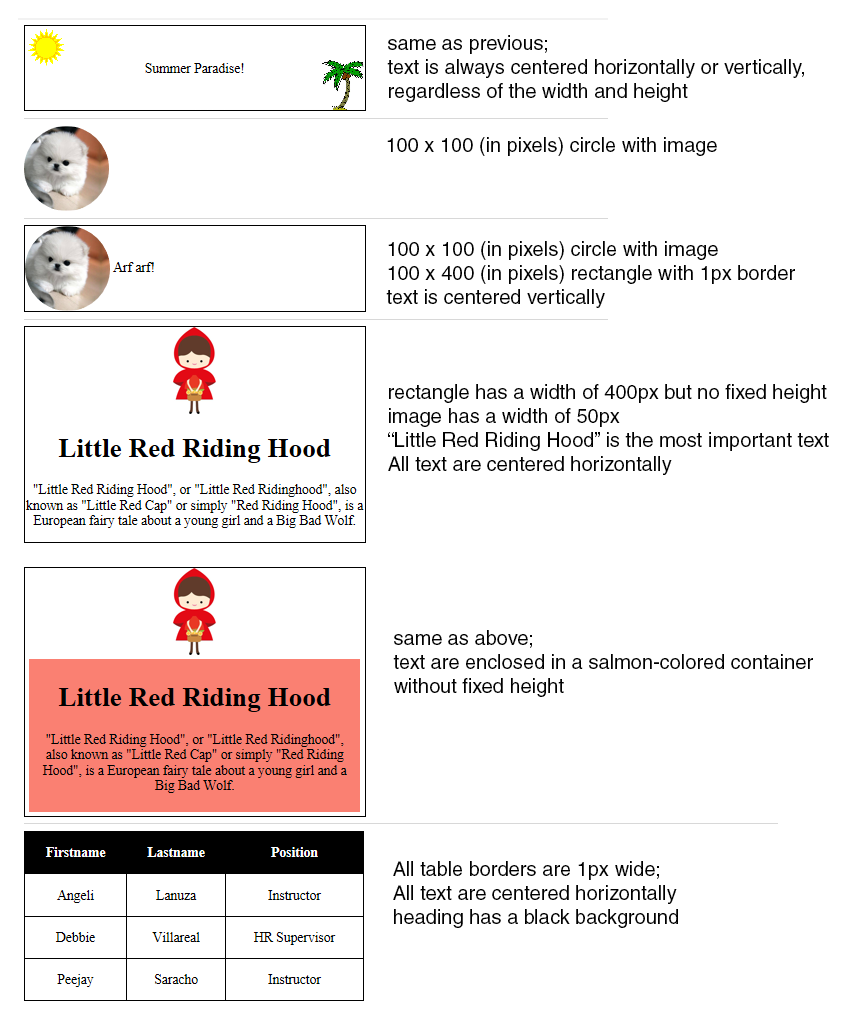 Summer Paradise!
same as previous;
text is always centered horizontally or vertically,
regardless of the width and height
100 x 100 (in pixels) circle with image
Arf arf!
100 x 100 (in pixels) circle with image
100 x 400 (in pixels) rectangle with 1px border
text is centered vertically
Little Red Riding Hood
"Little Red Riding Hood", or "Little Red Ridinghood", also
known as "Little Red Cap" or simply "Red Riding Hood", is a
European fairy tale about a young girl and a Big Bad Wolf.
rectangle has a width of 400px but no fixed height
image has a width of 50px
“Little Red Riding Hood” is the most important text
All text are centered horizontally
Little Red Riding Hood
"Little Red Riding Hood", or "Little Red Ridinghood",
also known as "Little Red Cap" or simply "Red Riding
Hood", is a European fairy tale about a young girl and a
Big Bad Wolf.
same as above;
text are enclosed in a salmon-colored container
without fixed height
Firstname Lastname Position
Angeli Lanuza Instructor
Debbie Villareal HR Supervisor
Peejay Saracho Instructor
All table borders are 1px wide;
All text are centered horizontally
heading has a black background